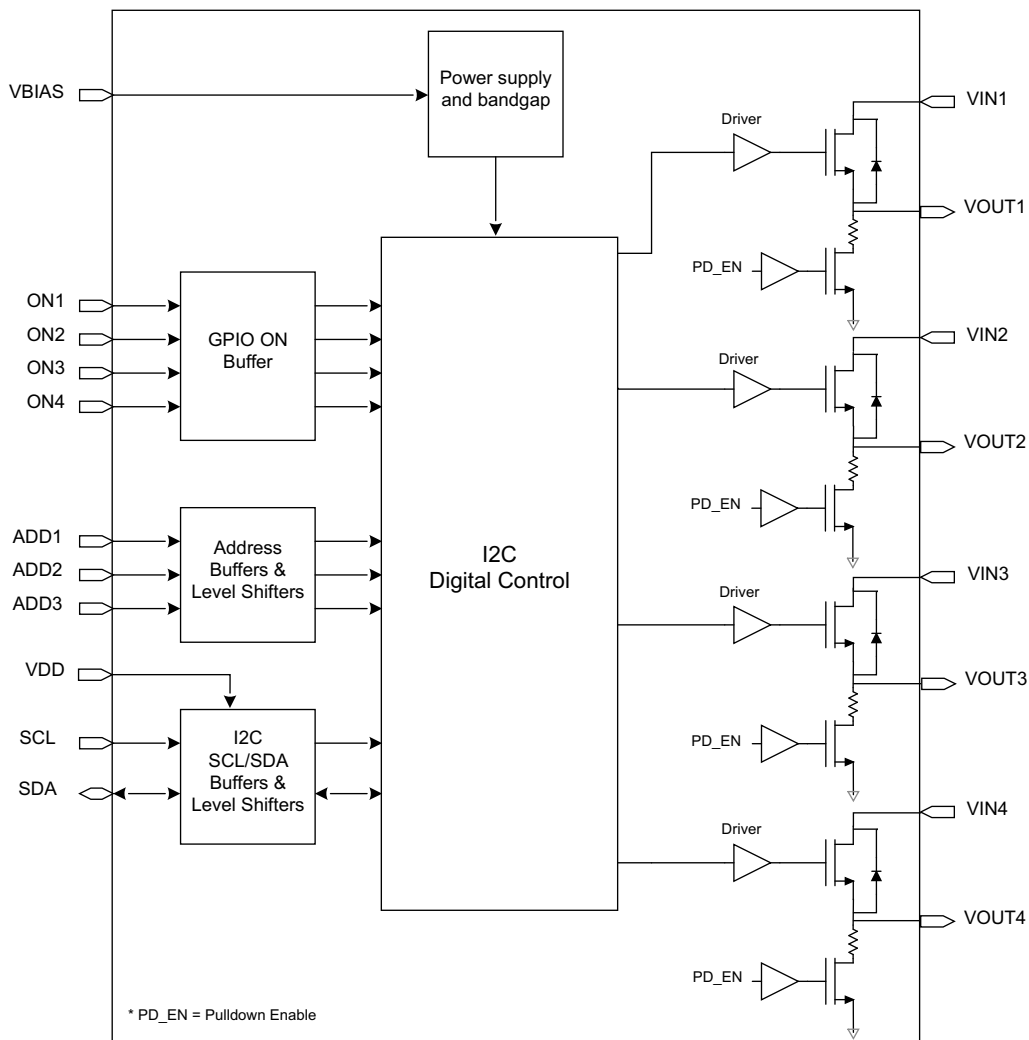 VBIAS
Power supply
and bandgap
Driver
VIN1
VOUT1
PD_EN
ON1
ON2
ON3
ON4
GPIO ON
Buffer
VIN2
Driver
VOUT2
PD_EN
ADD1
ADD2
ADD3
Address
Buffers &
Level Shifters
I2C
Digital Control
VIN3
Driver
VOUT3
PD_EN
VDD
SCL
SDA
I2C
SCL/SDA
Buffers &
Level Shifters
VIN4
Driver
VOUT4
PD_EN
* PD_EN = Pulldown Enable